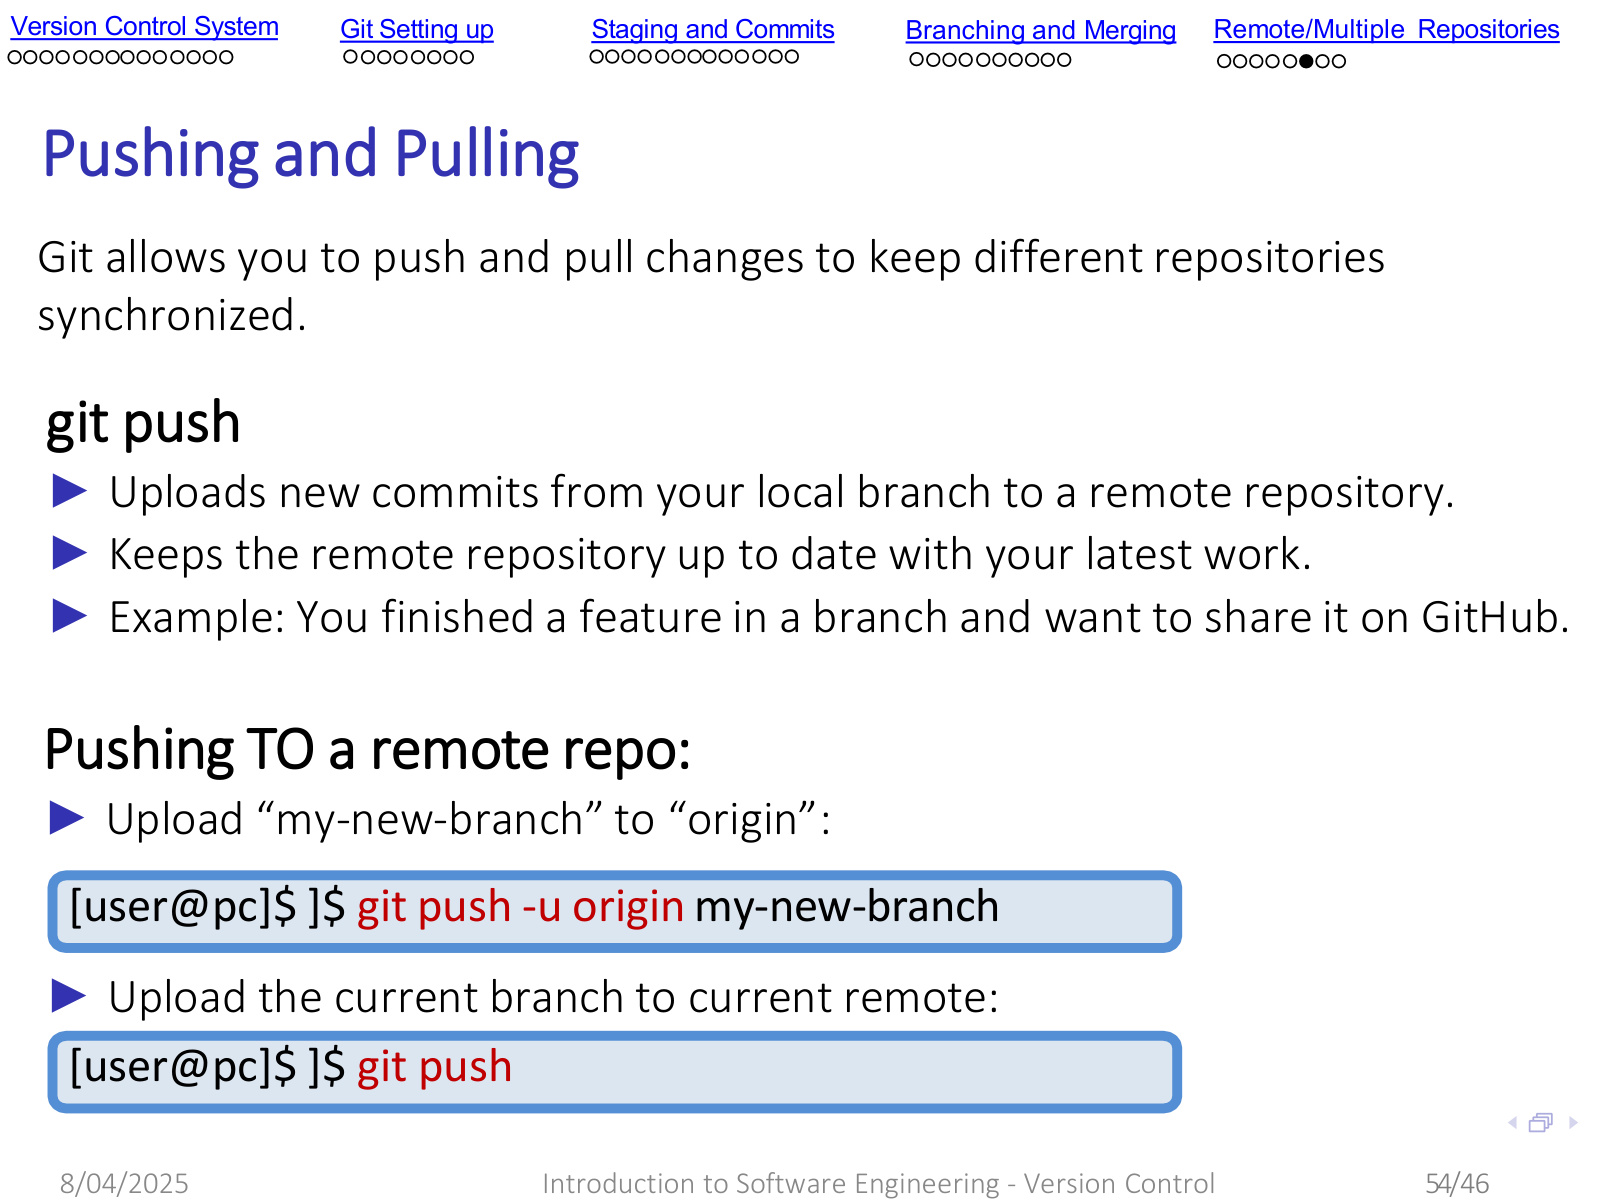 Version Control System Git Setting up Staging and Commits Branching and Merging Remote/Multiple Repositories
Pushing and Pulling
Git allows you to push and pull changes to keep different repositories
synchronized.
git push
► Uploads new commits from your local branch to a remote repository.
► Keeps the remote repository up to date with your latest work.
► Example: You finished a feature in a branch and want to share it on GitHub.
Pushing TO a remote repo:
► Upload “my-new-branch” to “origin”:
[user@pc]$ ]$ git push -u origin my-new-branch
► Upload the current branch to current remote:
[user@pc]$ ]$ git push
8/04/2025 Introduction to Software Engineering - Version Control 54/46